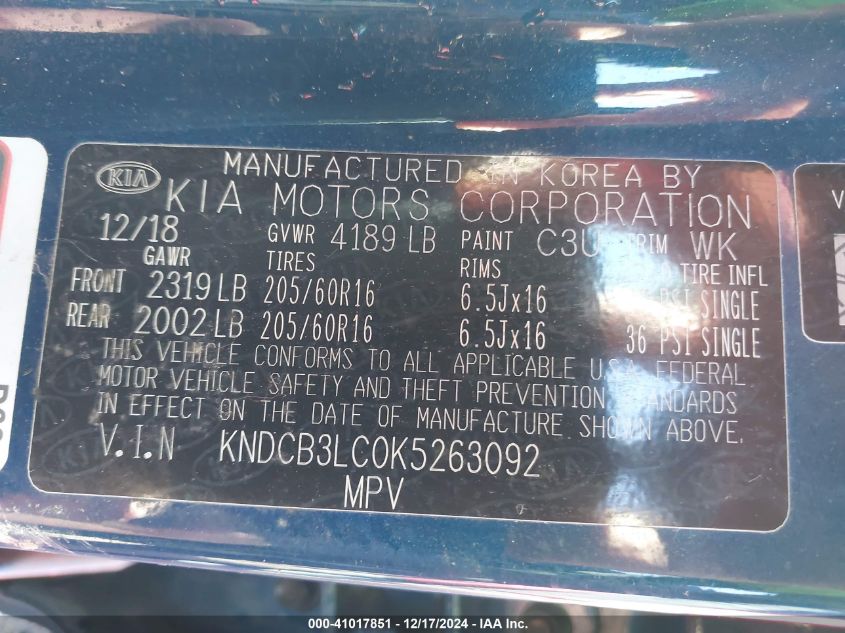 MANUFACTURED IN KOREA BY
KIA KIA MOTORS CORPORATION
12/18 GVWR 4189 LB PAINT C3U TRIM WK
GAWR TIRES RIMS TIRE INFL
FRONT 2319 LB 205/60R16 6.5Jx16 PSI SINGLE
REAR 2002 LB 205/60R16 6.5Jx16 36 PSI SINGLE
THIS VEHICLE CONFORMS TO ALL APPLICABLE U.S.A. FEDERAL
MOTOR VEHICLE SAFETY AND THEFT PREVENTION STANDARDS
IN EFFECT ON THE DATE OF MANUFACTURE SHOWN ABOVE.
V.I.N KNDCB3LC0K5263092
MPV
000-41017851 - 12/17/2024 - IAAI Inc.